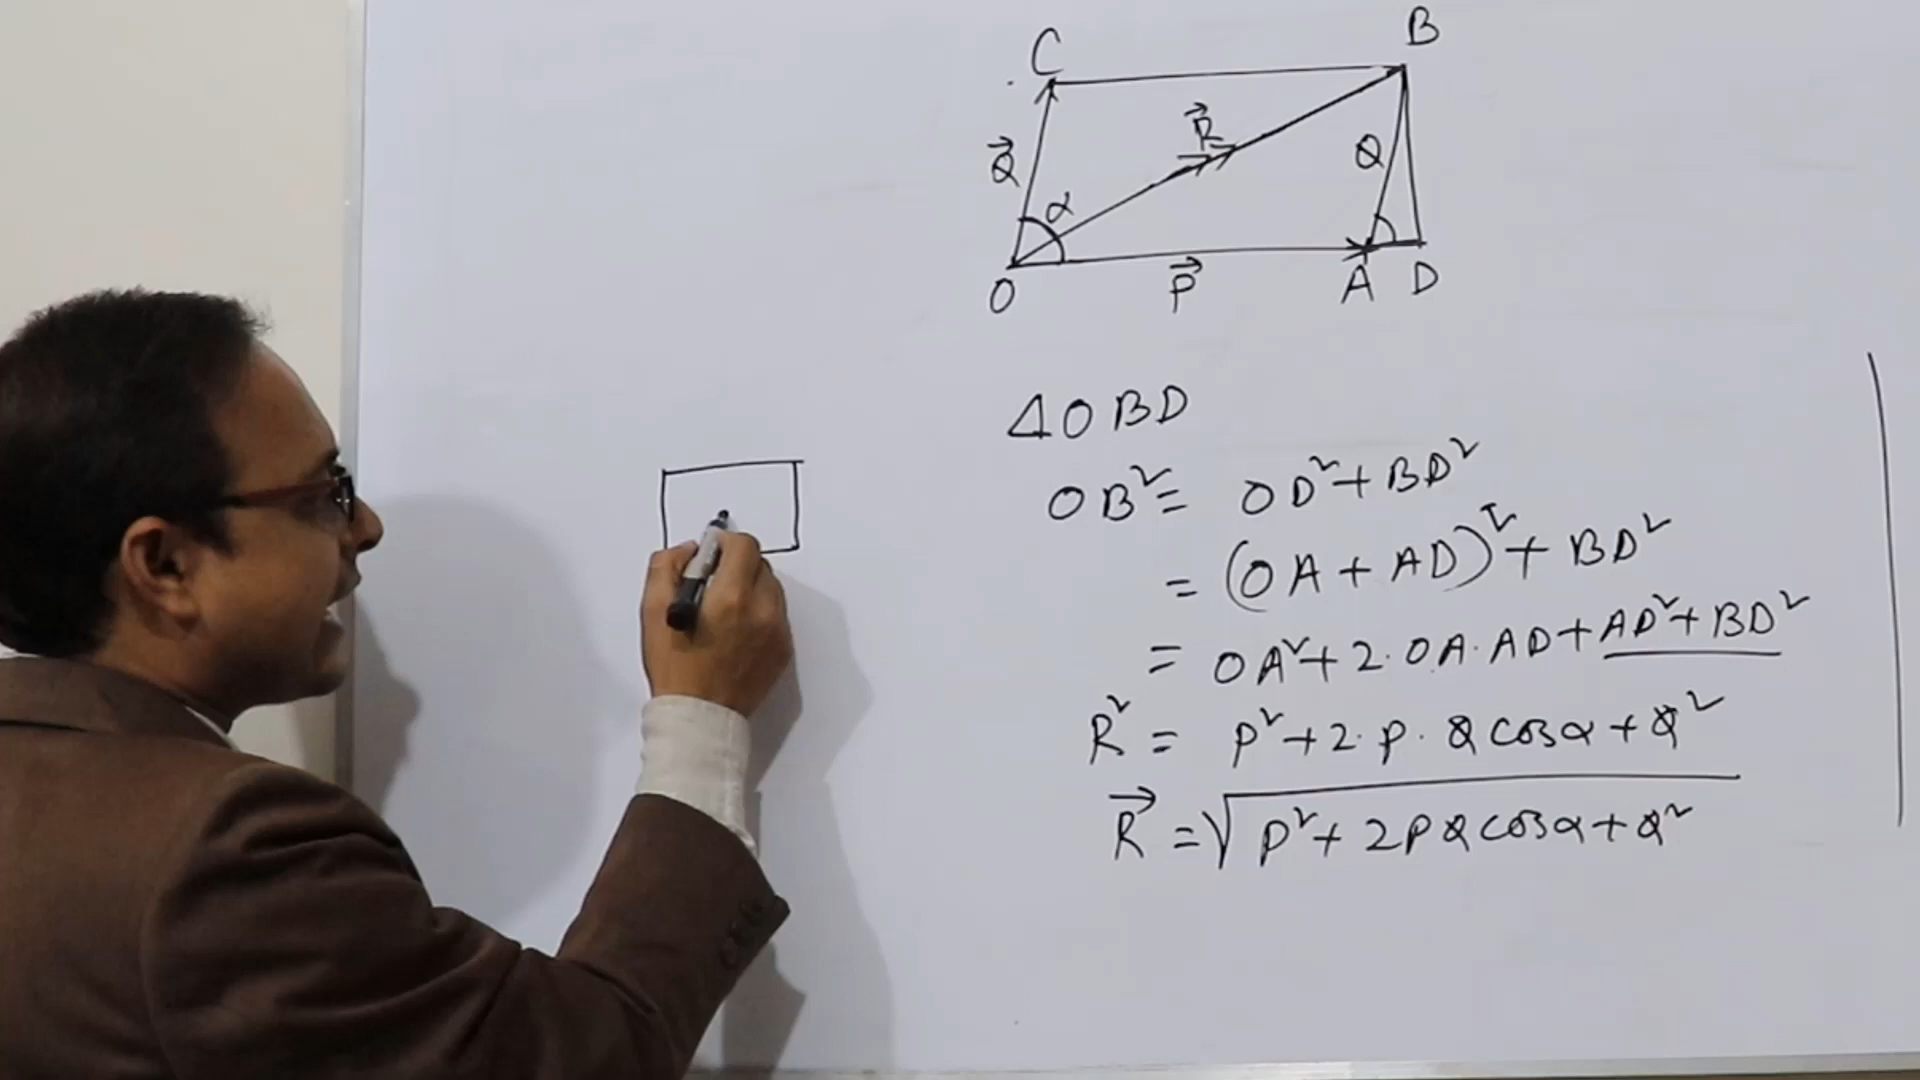 C B
R⃗
Q⃗ α Q
O P⃗ A D
△OBD
OB² = OD² + BD²
= (OA + AD)² + BD²
= OA² + 2·OA·AD + AD² + BD²
R² = P² + 2·P·Q cosα + Q²
R⃗ = √P² + 2PQ cosα + Q²